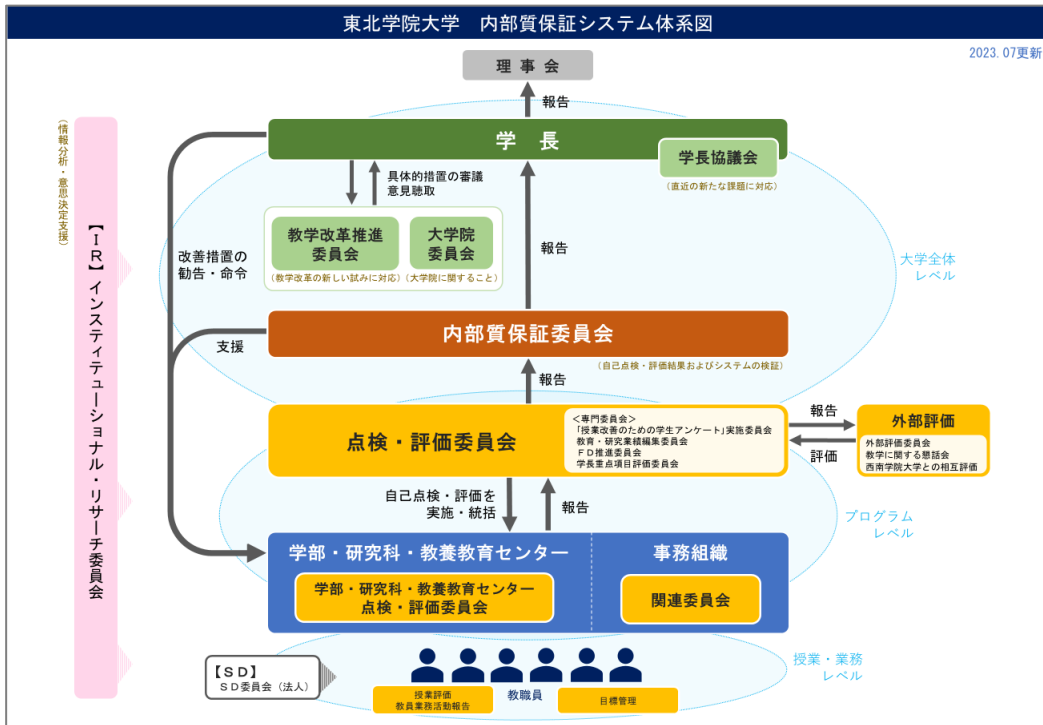 東北学院大学　内部質保証システム体系図
2023.07更新
理事会
報告
学　長
学長協議会
(直近の新たな課題に対応)
具体的措置の審議
意見聴取
教学改革推進
委員会
(教学改革の新しい試みに対応)
大学院
委員会
(大学院に関すること)
改善措置の
勧告・命令
報告
大学全体
レベル
(情報分析・意思決定支援)
【ＩＲ】インスティテューショナル・リサーチ委員会
内部質保証委員会
(自己点検・評価結果およびシステムの検証)
支援
報告
点検・評価委員会
＜専門委員会＞
「授業改善のための学生アンケート」実施委員会
教育・研究業績編集委員会
ＦＤ推進委員会
学長重点項目評価委員会
報告
評価
外部評価
外部評価委員会
教学に関する懇話会
西南学院大学との相互評価
自己点検・評価を
実施・統括
報告
プログラム
レベル
学部・研究科・教養教育センター
学部・研究科・教養教育センター
点検・評価委員会
事務組織
関連委員会
授業・業務
レベル
【ＳＤ】
ＳＤ委員会（法人）
授業評価
教員業務活動報告
教職員
目標管理